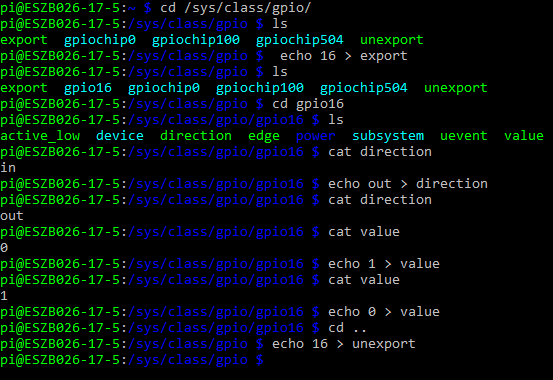 pi@ESZB026-17-5:~ $ cd /sys/class/gpio/
pi@ESZB026-17-5:/sys/class/gpio $ ls
export  gpiochip0  gpiochip100  gpiochip504  unexport
pi@ESZB026-17-5:/sys/class/gpio $  echo 16 > export
pi@ESZB026-17-5:/sys/class/gpio $ ls
export  gpio16  gpiochip0  gpiochip100  gpiochip504  unexport
pi@ESZB026-17-5:/sys/class/gpio $ cd gpio16
pi@ESZB026-17-5:/sys/class/gpio/gpio16 $ ls
active_low  device  direction  edge  power  subsystem  uevent  value
pi@ESZB026-17-5:/sys/class/gpio/gpio16 $ cat direction
in
pi@ESZB026-17-5:/sys/class/gpio/gpio16 $ echo out > direction
pi@ESZB026-17-5:/sys/class/gpio/gpio16 $ cat direction
out
pi@ESZB026-17-5:/sys/class/gpio/gpio16 $ cat value
0
pi@ESZB026-17-5:/sys/class/gpio/gpio16 $ echo 1 > value
pi@ESZB026-17-5:/sys/class/gpio/gpio16 $ cat value
1
pi@ESZB026-17-5:/sys/class/gpio/gpio16 $ echo 0 > value
pi@ESZB026-17-5:/sys/class/gpio/gpio16 $ cd ..
pi@ESZB026-17-5:/sys/class/gpio $ echo 16 > unexport
pi@ESZB026-17-5:/sys/class/gpio $